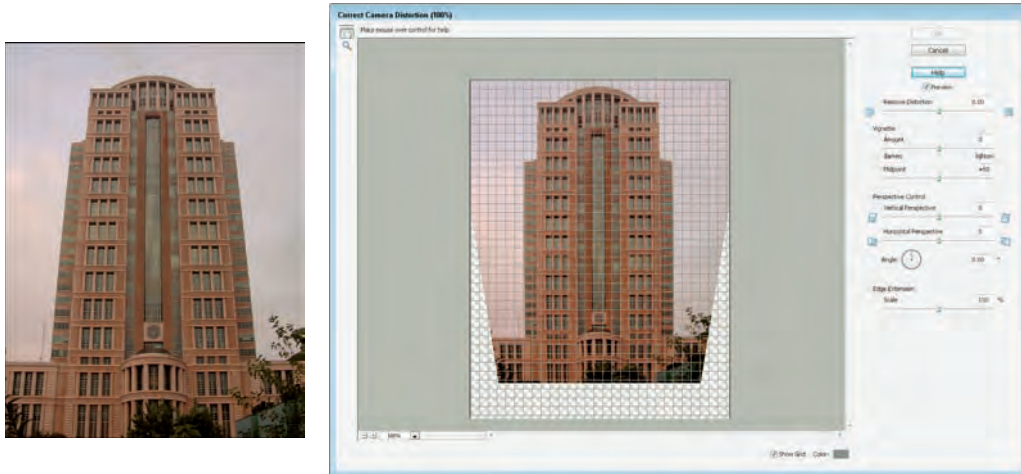 Correct Camera Distortion (100%)
Place mouse over control for help
Cancel
Help
Preview
Remove Distortion 0.00
Vignette
Amount 0
darken lighten
Midpoint +50
Perspective Control
Vertical Perspective 0
Horizontal Perspective 0
Angle: 0.00 °
Edge Extension
Scale 100 %
100%
Show Grid Color: